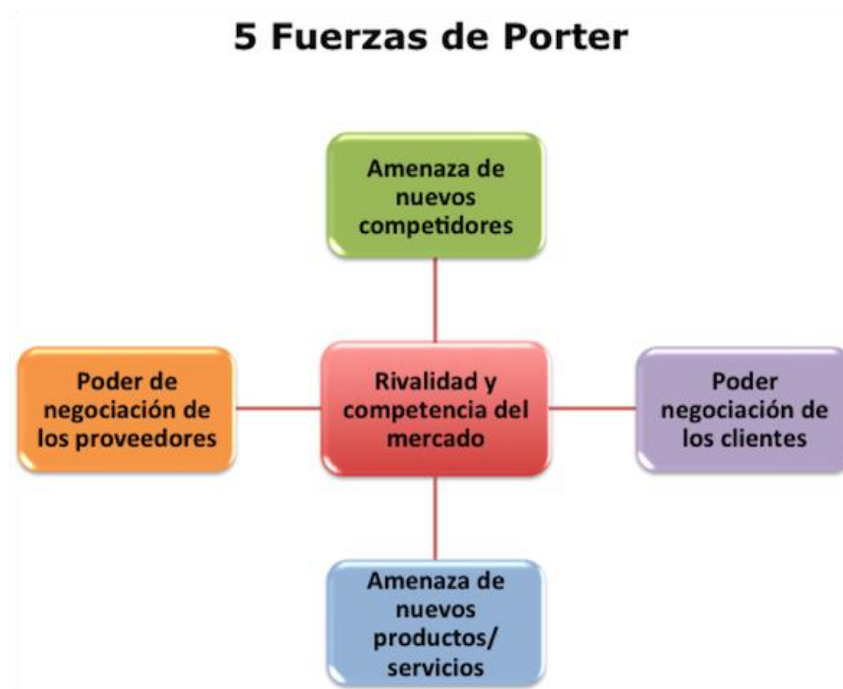 5 Fuerzas de Porter
Amenaza de
nuevos
competidores
Poder de
negociación de
los proveedores
Rivalidad y
competencia del
mercado
Poder
negociación de
los clientes
Amenaza de
nuevos
productos/
servicios